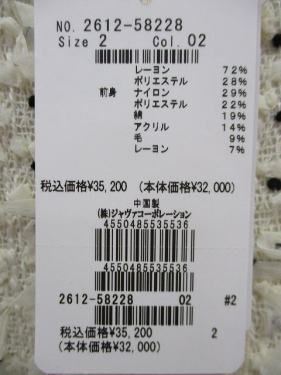 NO. 2612-58228
Size 2 Col. 02
レーヨン 72%
ポリエステル 28%
前身 ナイロン 29%
ポリエステル 22%
綿 19%
アクリル 14%
毛 9%
レーヨン 7%
税込価格¥35,200 (本体価格¥32,000)
中国製
(株)ジャヴァコーポレーション
4550485535536
4550485535536
2612-58228 02 #2
税込価格¥35,200 2
(本体価格¥32,000)